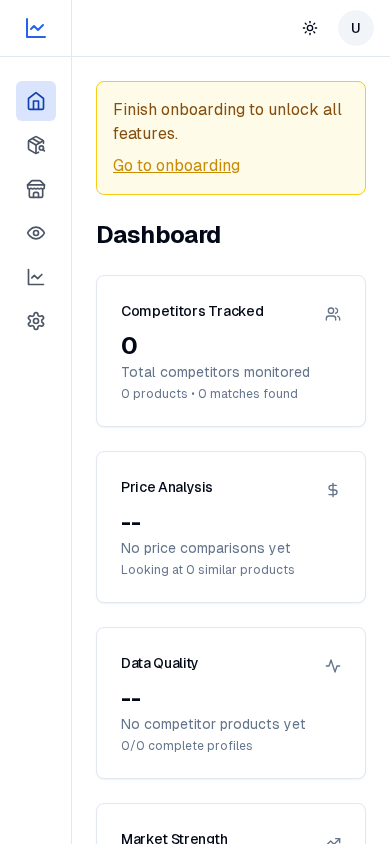 U
Finish onboarding to unlock all
features.
Go to onboarding
Dashboard
Competitors Tracked
0
Total competitors monitored
0 products • 0 matches found
Price Analysis
--
No price comparisons yet
Looking at 0 similar products
Data Quality
--
No competitor products yet
0/0 complete profiles
Market Strength